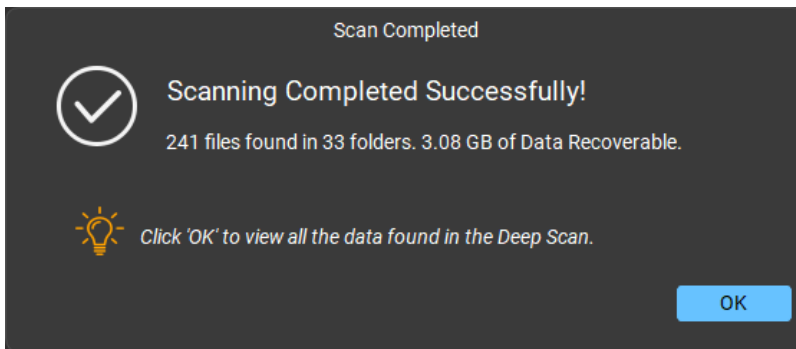 Scan Completed
Scanning Completed Successfully!
241 files found in 33 folders. 3.08 GB of Data Recoverable.
Click 'OK' to view all the data found in the Deep Scan.
OK